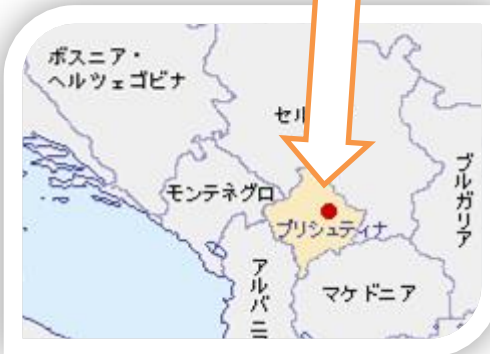 ボスニア・
ヘルツェゴビナ
セル
モンテネグロ
プリシュティナ
ブルガリア
アルバニ
マケドニア